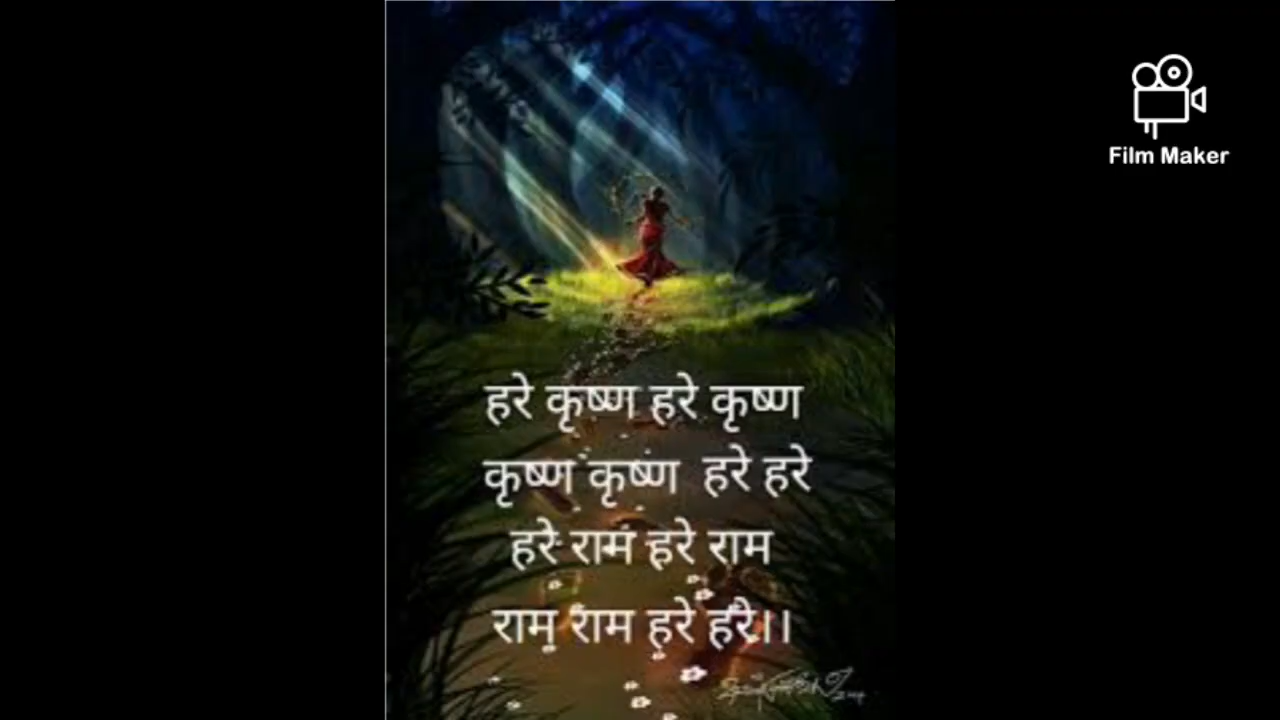 Film Maker
हरे कृष्ण हरे कृष्ण
कृष्ण कृष्ण हरे हरे
हरे राम हरे राम
राम राम हरे हरे।।